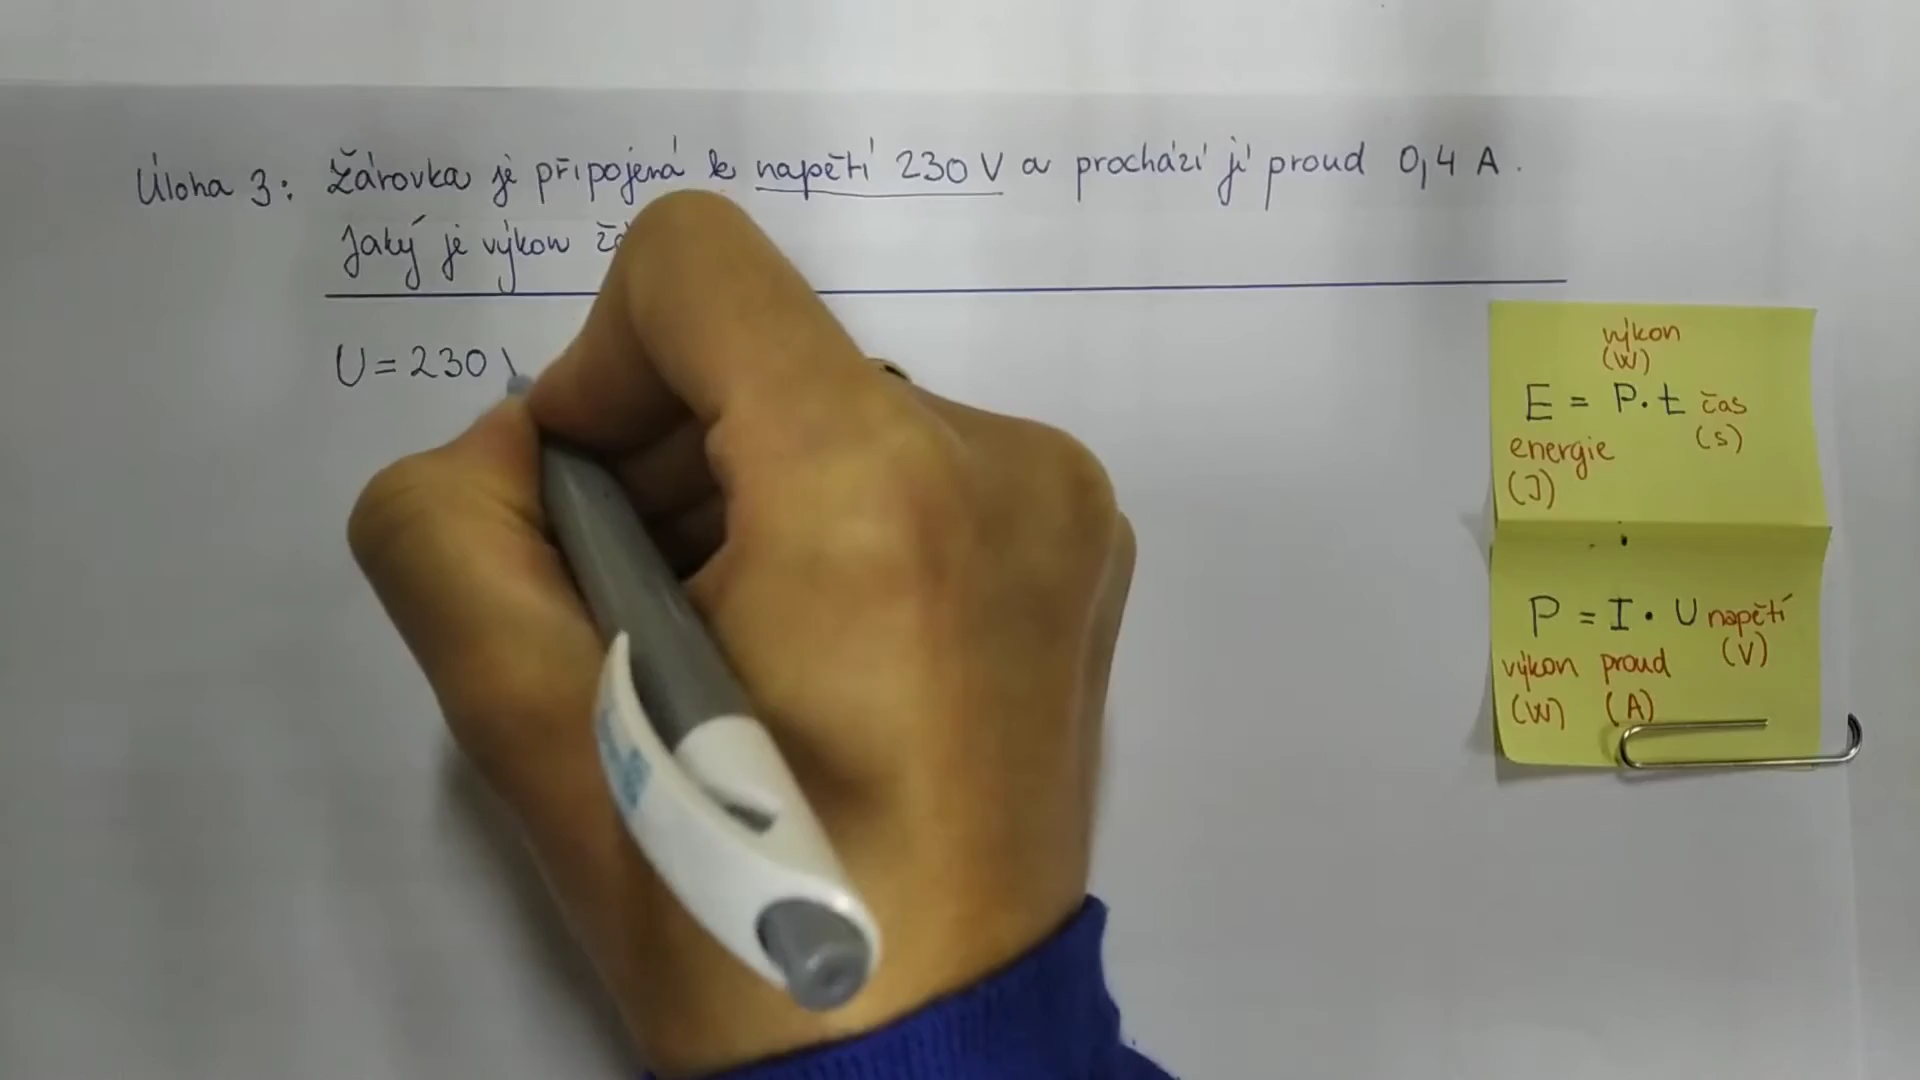 Úloha 3: Žárovka je připojená k napětí 230 V a prochází jí proud 0,4 A.
Jaký je výkon
U = 230
výkon
(W)
E = P · t čas
(s)
energie
(J)
P = I · U napětí
(V)
výkon proud
(W) (A)